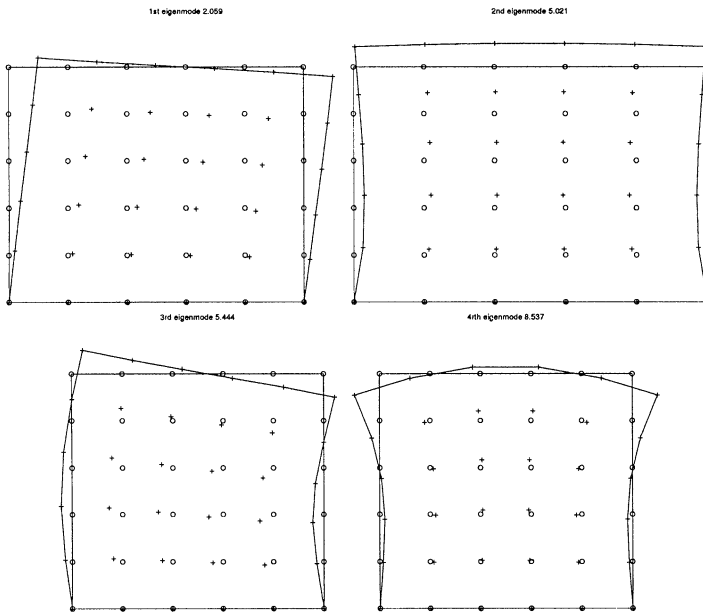 1st eigenmode 2.059
2nd eigenmode 5.021
3rd eigenmode 5.444
4rth eigenmode 8.537